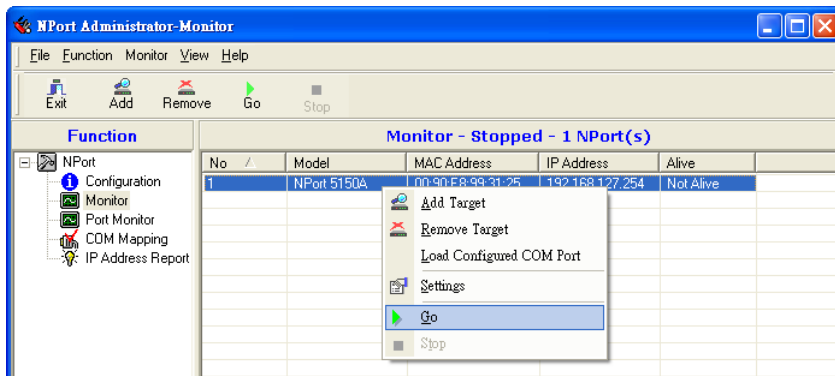 NPort Administrator-Monitor
File Function Monitor View Help
Exit Add Remove Go Stop
Function
Monitor - Stopped - 1 NPort(s)
NPort
Configuration
Monitor
Port Monitor
COM Mapping
IP Address Report
No Model MAC Address IP Address Alive
1 NPort 5150A 00:90:E8:99:31:25 192.168.127.254 Not Alive
Add Target
Remove Target
Load Configured COM Port
Settings
Go
Stop